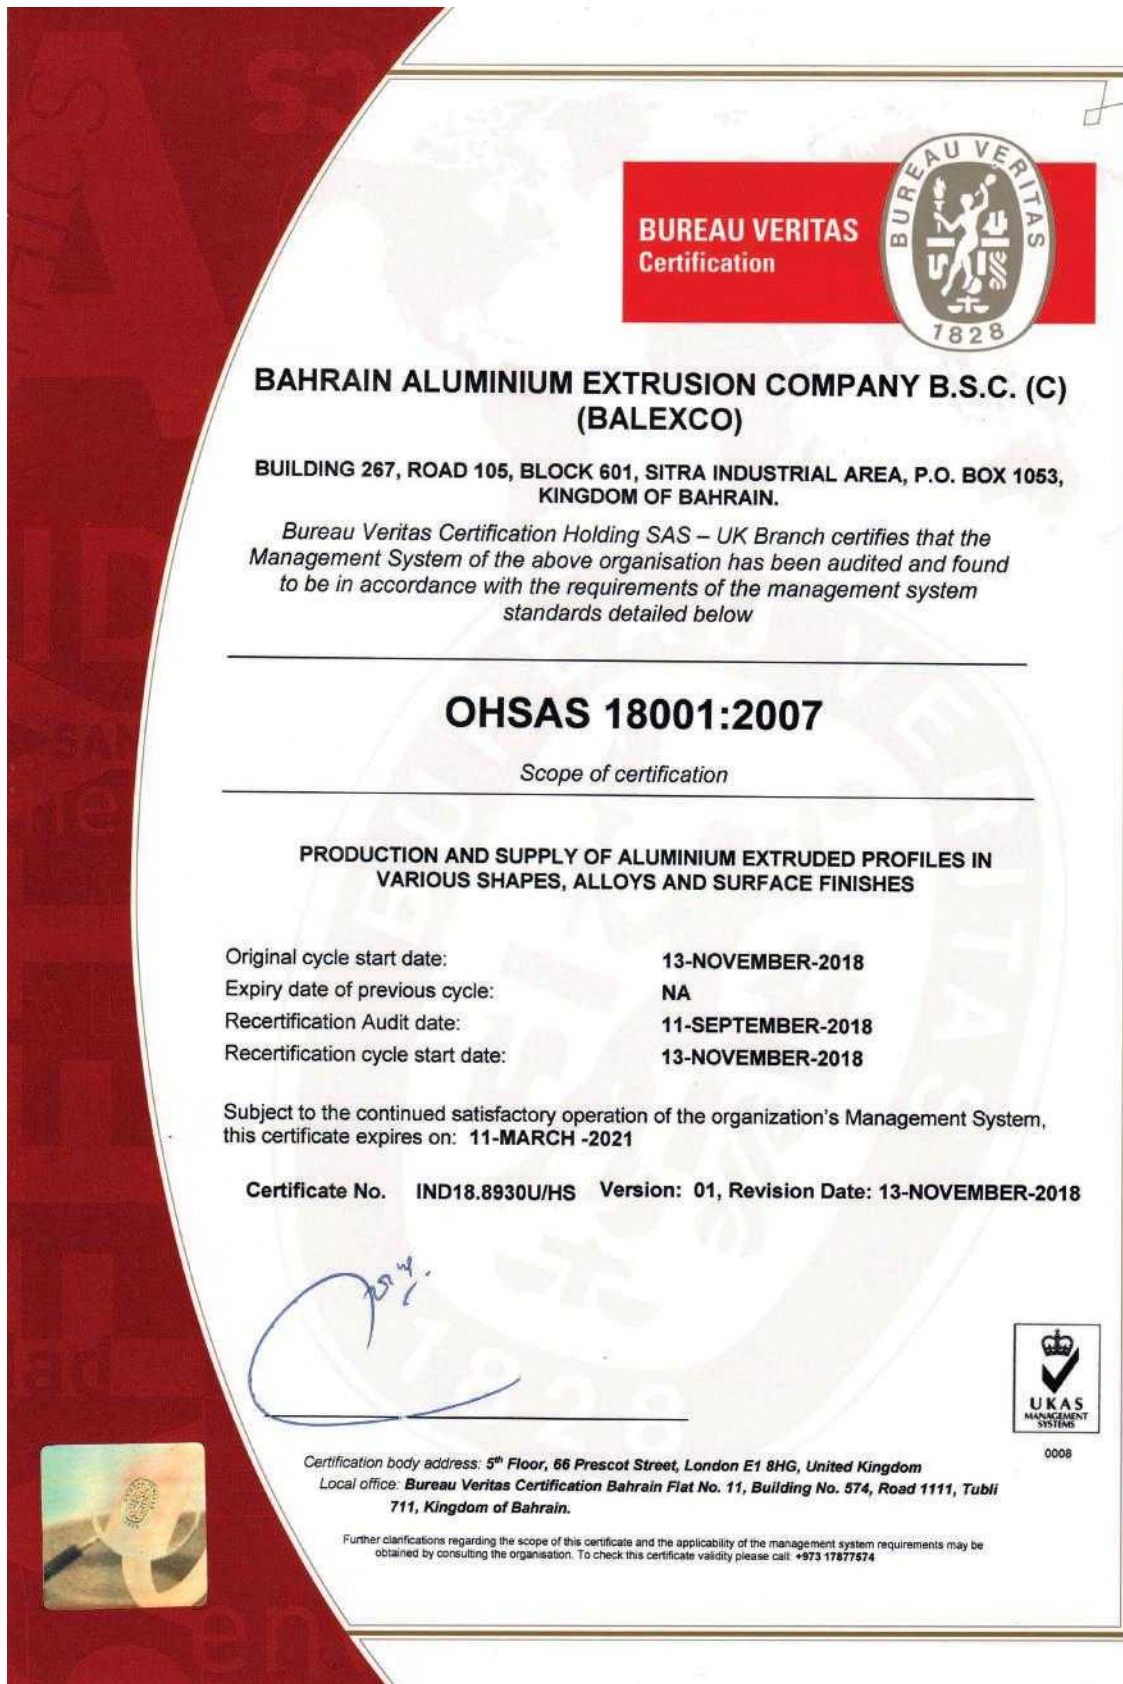 BUREAU VERITAS
Certification
BUREAU VERITAS
1828
BAHRAIN ALUMINIUM EXTRUSION COMPANY B.S.C. (C)
(BALEXCO)
BUILDING 267, ROAD 105, BLOCK 601, SITRA INDUSTRIAL AREA, P.O. BOX 1053,
KINGDOM OF BAHRAIN.
Bureau Veritas Certification Holding SAS – UK Branch certifies that the
Management System of the above organisation has been audited and found
to be in accordance with the requirements of the management system
standards detailed below
OHSAS 18001:2007
Scope of certification
PRODUCTION AND SUPPLY OF ALUMINIUM EXTRUDED PROFILES IN
VARIOUS SHAPES, ALLOYS AND SURFACE FINISHES
Original cycle start date: 13-NOVEMBER-2018
Expiry date of previous cycle: NA
Recertification Audit date: 11-SEPTEMBER-2018
Recertification cycle start date: 13-NOVEMBER-2018
Subject to the continued satisfactory operation of the organization's Management System,
this certificate expires on: 11-MARCH -2021
Certificate No. IND18.8930U/HS Version: 01, Revision Date: 13-NOVEMBER-2018
UKAS
MANAGEMENT
SYSTEMS
0008
Certification body address: 5th Floor, 66 Prescot Street, London E1 8HG, United Kingdom
Local office: Bureau Veritas Certification Bahrain Flat No. 11, Building No. 574, Road 1111, Tubli
711, Kingdom of Bahrain.
Further clarifications regarding the scope of this certificate and the applicability of the management system requirements may be
obtained by consulting the organisation. To check this certificate validity please call: +973 17877574